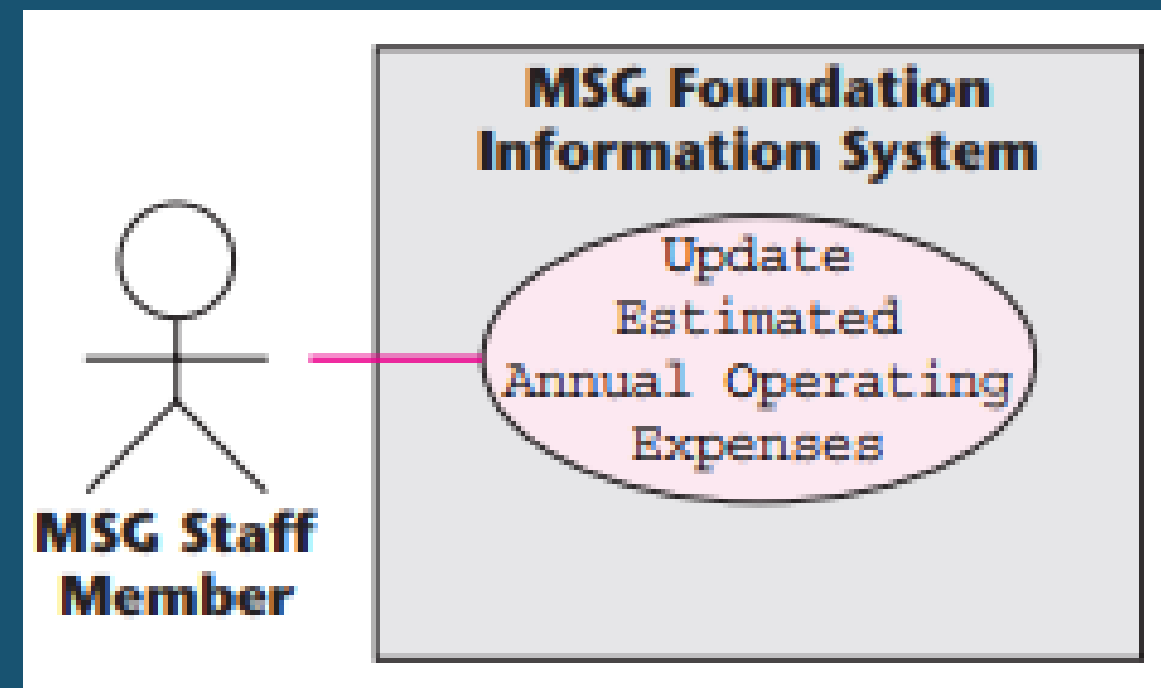 MSG Foundation
Information System
Update
Estimated
Annual Operating
Expenses
MSG Staff
Member